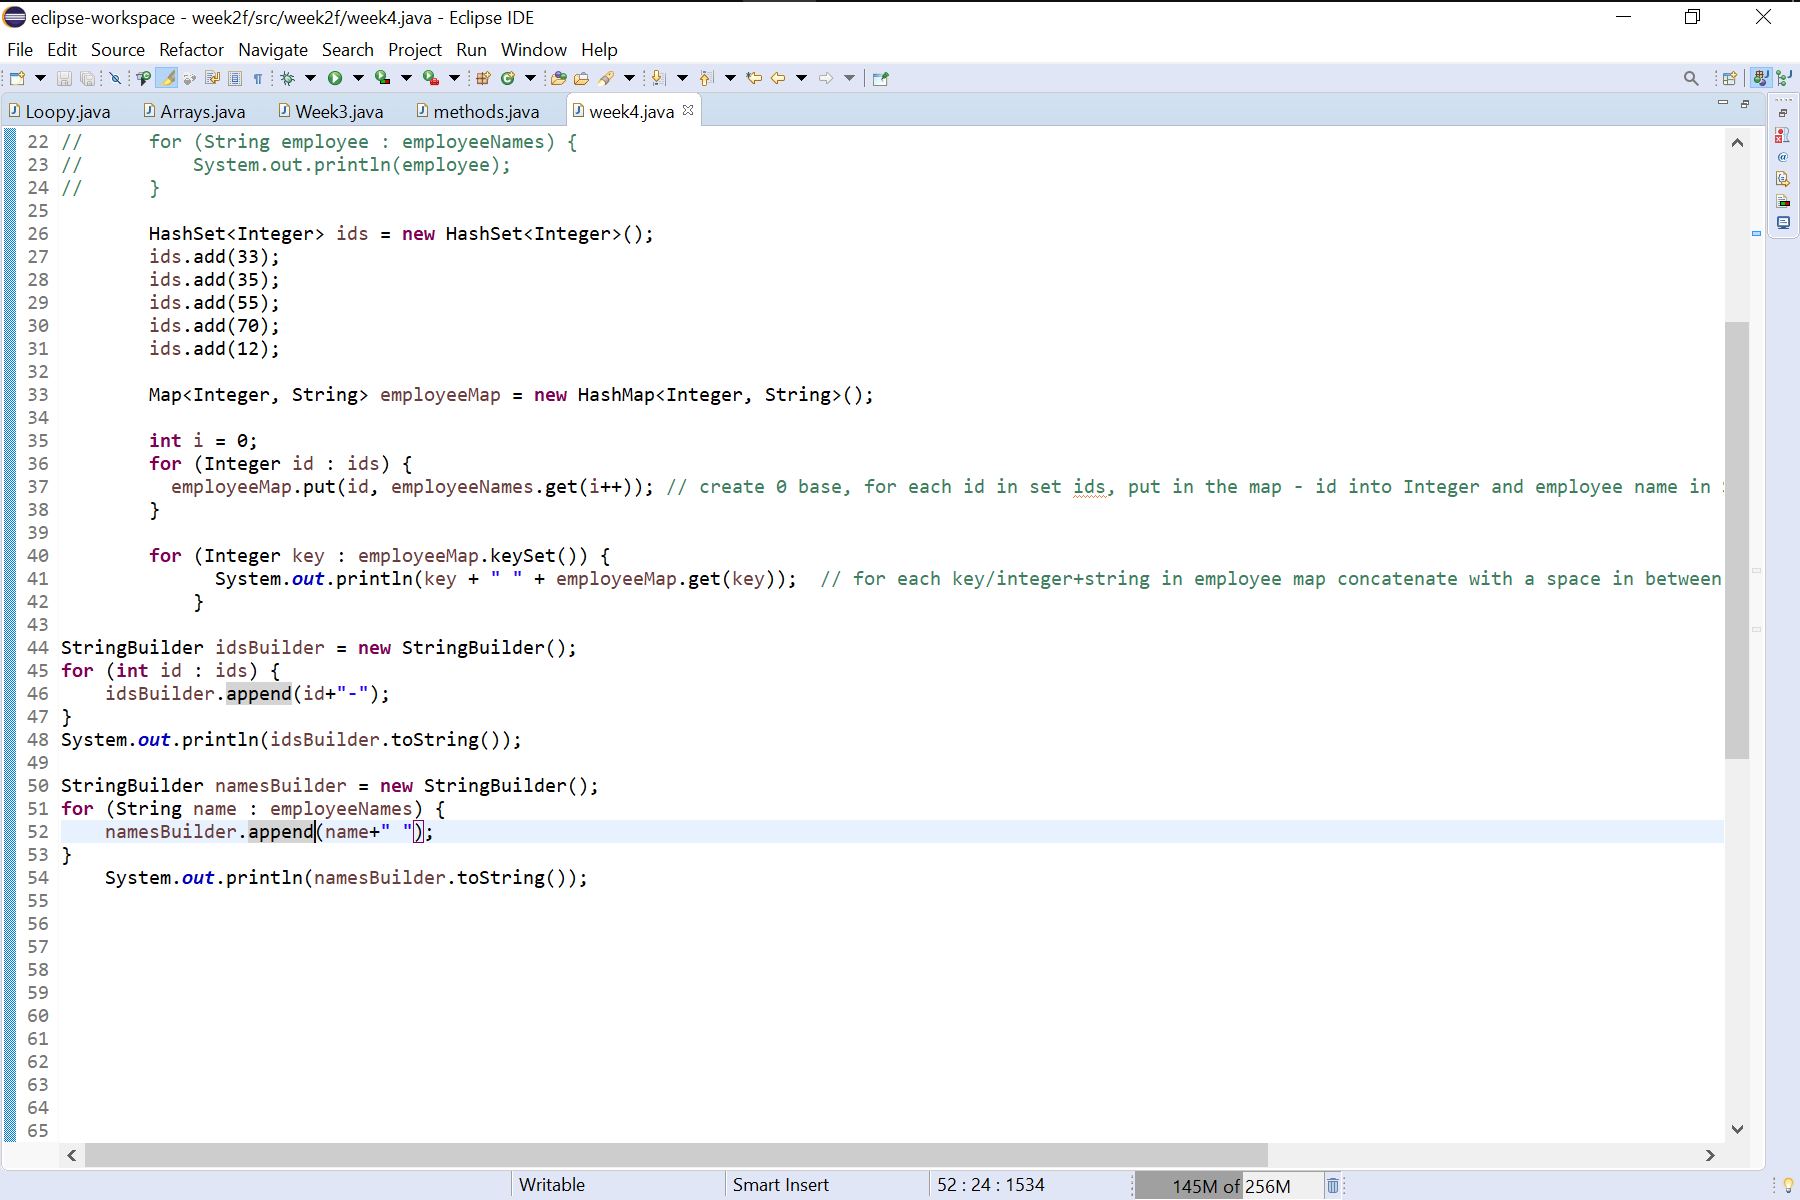 eclipse-workspace - week2f/src/week2f/week4.java - Eclipse IDE
File Edit Source Refactor Navigate Search Project Run Window Help
Loopy.java Arrays.java Week3.java methods.java week4.java
22 // for (String employee : employeeNames) {
23 // System.out.println(employee);
24 // }
25
26 HashSet<Integer> ids = new HashSet<Integer>();
27 ids.add(33);
28 ids.add(35);
29 ids.add(55);
30 ids.add(70);
31 ids.add(12);
32
33 Map<Integer, String> employeeMap = new HashMap<Integer, String>();
34
35 int i = 0;
36 for (Integer id : ids) {
37 employeeMap.put(id, employeeNames.get(i++)); // create 0 base, for each id in set ids, put in the map - id into Integer and employee name in
38 }
39
40 for (Integer key : employeeMap.keySet()) {
41 System.out.println(key + " " + employeeMap.get(key)); // for each key/integer+string in employee map concatenate with a space in between
42 }
43
44 StringBuilder idsBuilder = new StringBuilder();
45 for (int id : ids) {
46 idsBuilder.append(id+"-");
47 }
48 System.out.println(idsBuilder.toString());
49
50 StringBuilder namesBuilder = new StringBuilder();
51 for (String name : employeeNames) {
52 namesBuilder.append(name+" ");
53 }
54 System.out.println(namesBuilder.toString());
55
56
57
58
59
60
61
62
63
64
65
Writable Smart Insert 52 : 24 : 1534 145M of 256M